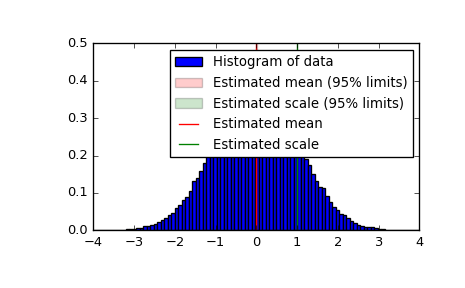 0.5
0.4
0.3
0.2
0.1
0.0
Histogram of data
Estimated mean (95% limits)
Estimated scale (95% limits)
Estimated mean
Estimated scale
−4 −3 −2 −1 0 1 2 3 4